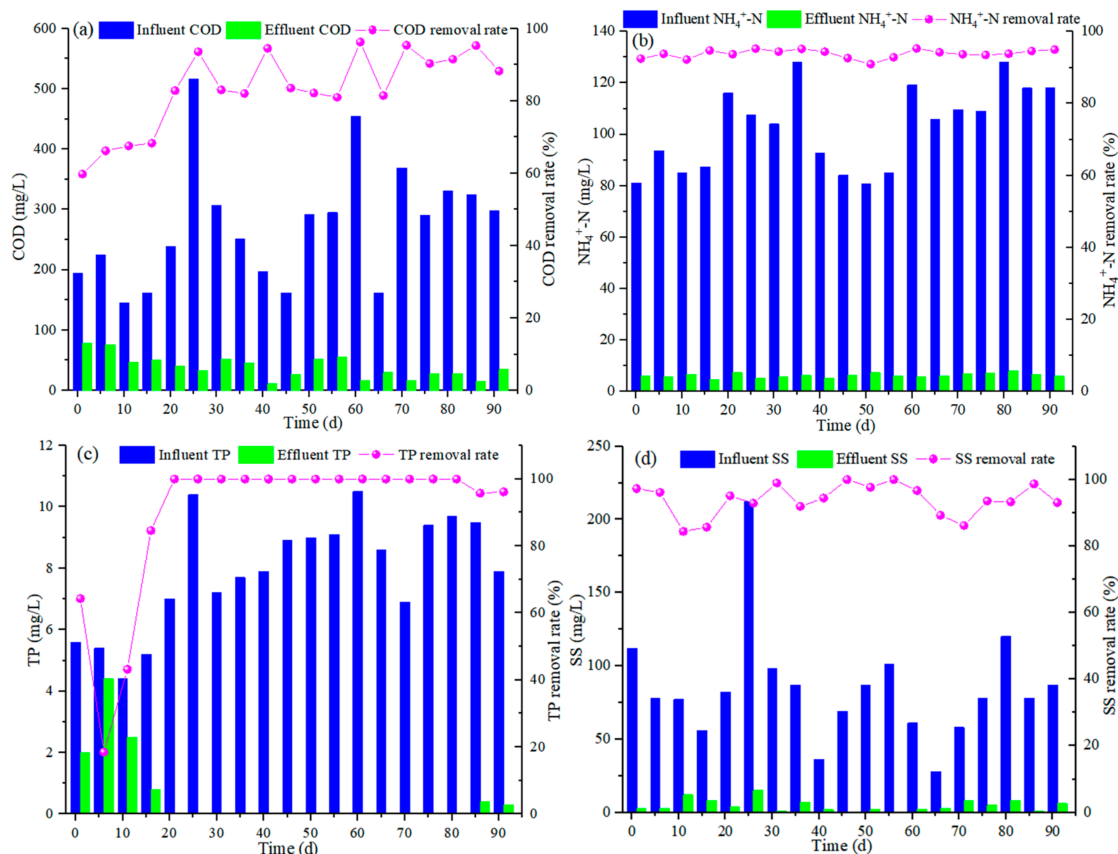 (a) Influent COD Effluent COD COD removal rate
600
500
400
300
200
100
0
COD (mg/L)
100
80
60
40
20
0
COD removal rate (%)
0 10 20 30 40 50 60 70 80 90
Time (d)
(b) Influent NH₄⁺-N Effluent NH₄⁺-N NH₄⁺-N removal rate
140
120
100
80
60
40
20
0
NH₄⁺-N (mg/L)
100
80
60
40
20
0
NH₄⁺-N removal rate (%)
0 10 20 30 40 50 60 70 80 90
Time (d)
(c) Influent TP Effluent TP TP removal rate
12
10
8
6
4
2
0
TP (mg/L)
100
80
60
40
20
0
TP removal rate (%)
0 10 20 30 40 50 60 70 80 90
Time (d)
(d) Influent SS Effluent SS SS removal rate
250
200
150
100
50
0
SS (mg/L)
100
80
60
40
20
0
SS removal rate (%)
0 10 20 30 40 50 60 70 80 90
Time (d)